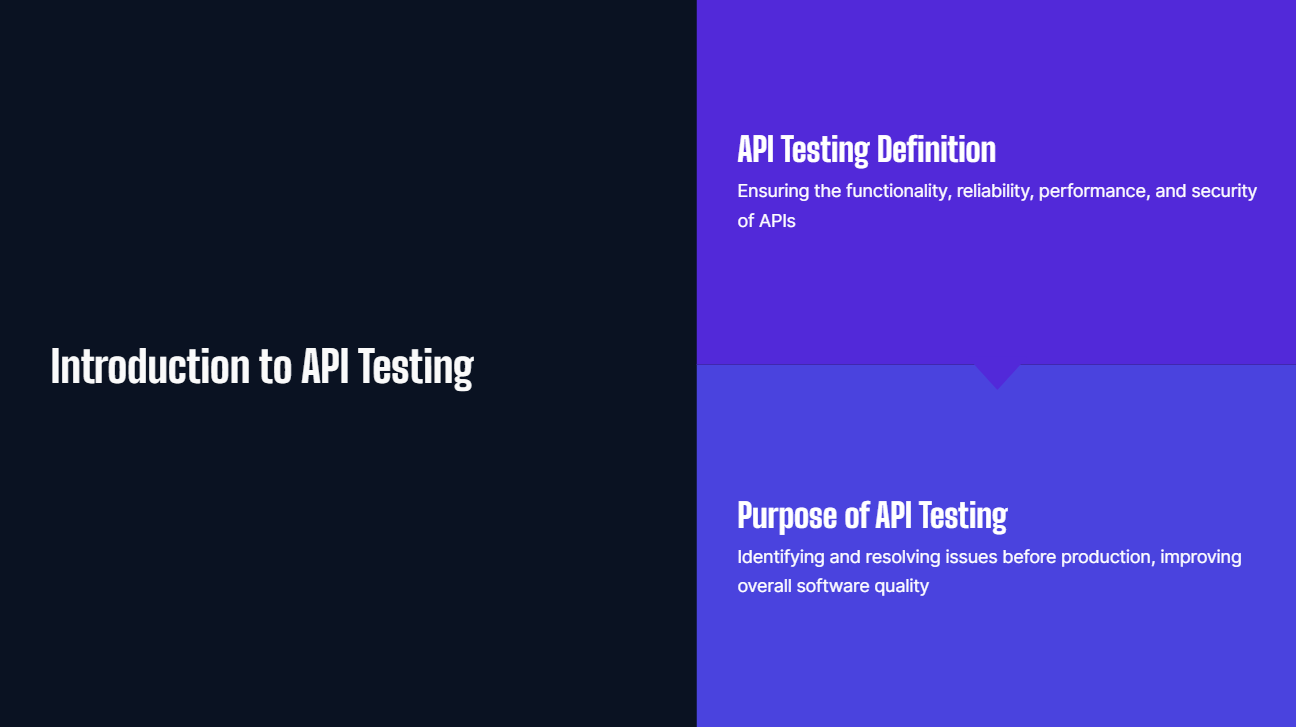 Introduction to API Testing
API Testing Definition
Ensuring the functionality, reliability, performance, and security
of APIs
Purpose of API Testing
Identifying and resolving issues before production, improving
overall software quality